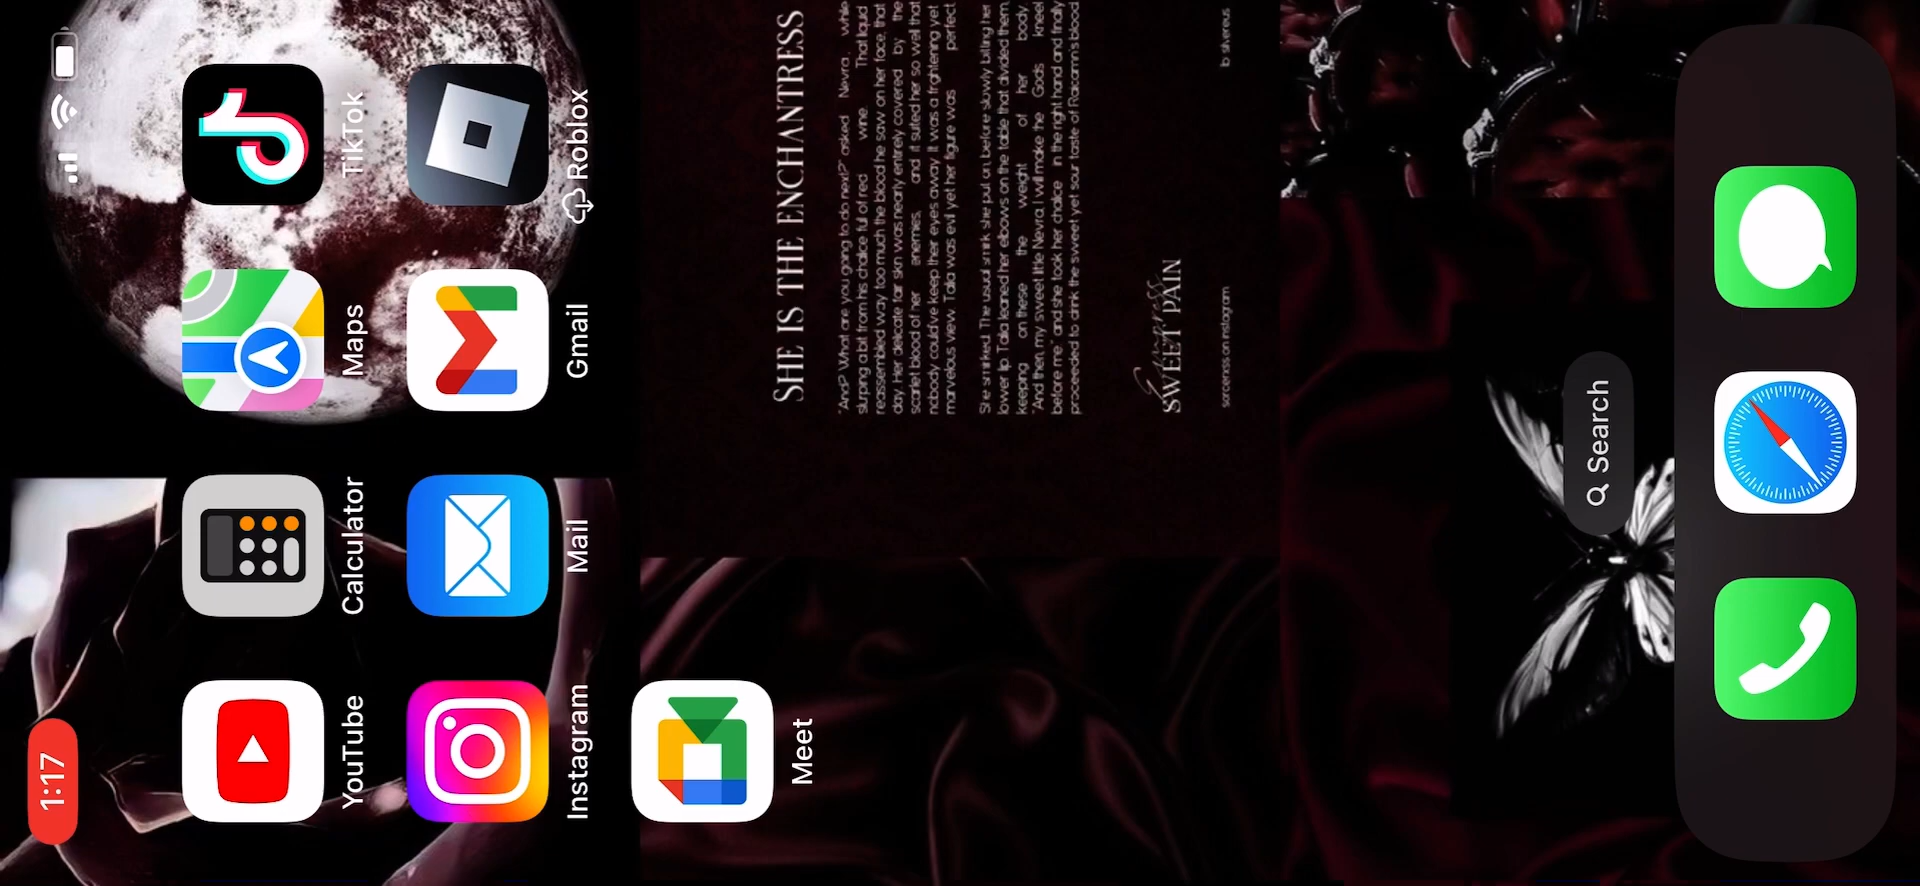 1:17
YouTube
Calculator
Maps
TikTok
Instagram
Mail
Gmail
Roblox
Meet
SHE IS THE ENCHANTRESS
"And? What are you going to do next?" asked Nevra, while
slurping a bit from his chalice full of red wine. That liquid
resembled way too much the blood he saw on her face, that
day. Her delicate fair skin was nearly entirely covered by the
scarlet blood of her enemies, and it suited her so well that
nobody could've keep their eyes away. It was a frightening yet
marvelous view. Talia was evil yet her figure was perfect.
She smirked. The usual smirk she put on before slowly biting her
lower lip. Talia leaned her elbows on the table that divided them,
keeping on these the weight of her body.
"And then, my sweet little Nevra, I will make the Gods kneel
before me" and she took her chalice in the right hand and finally
proceeded to drink the sweet yet sour taste of blood
SWEET PAIN
on instagram
Search